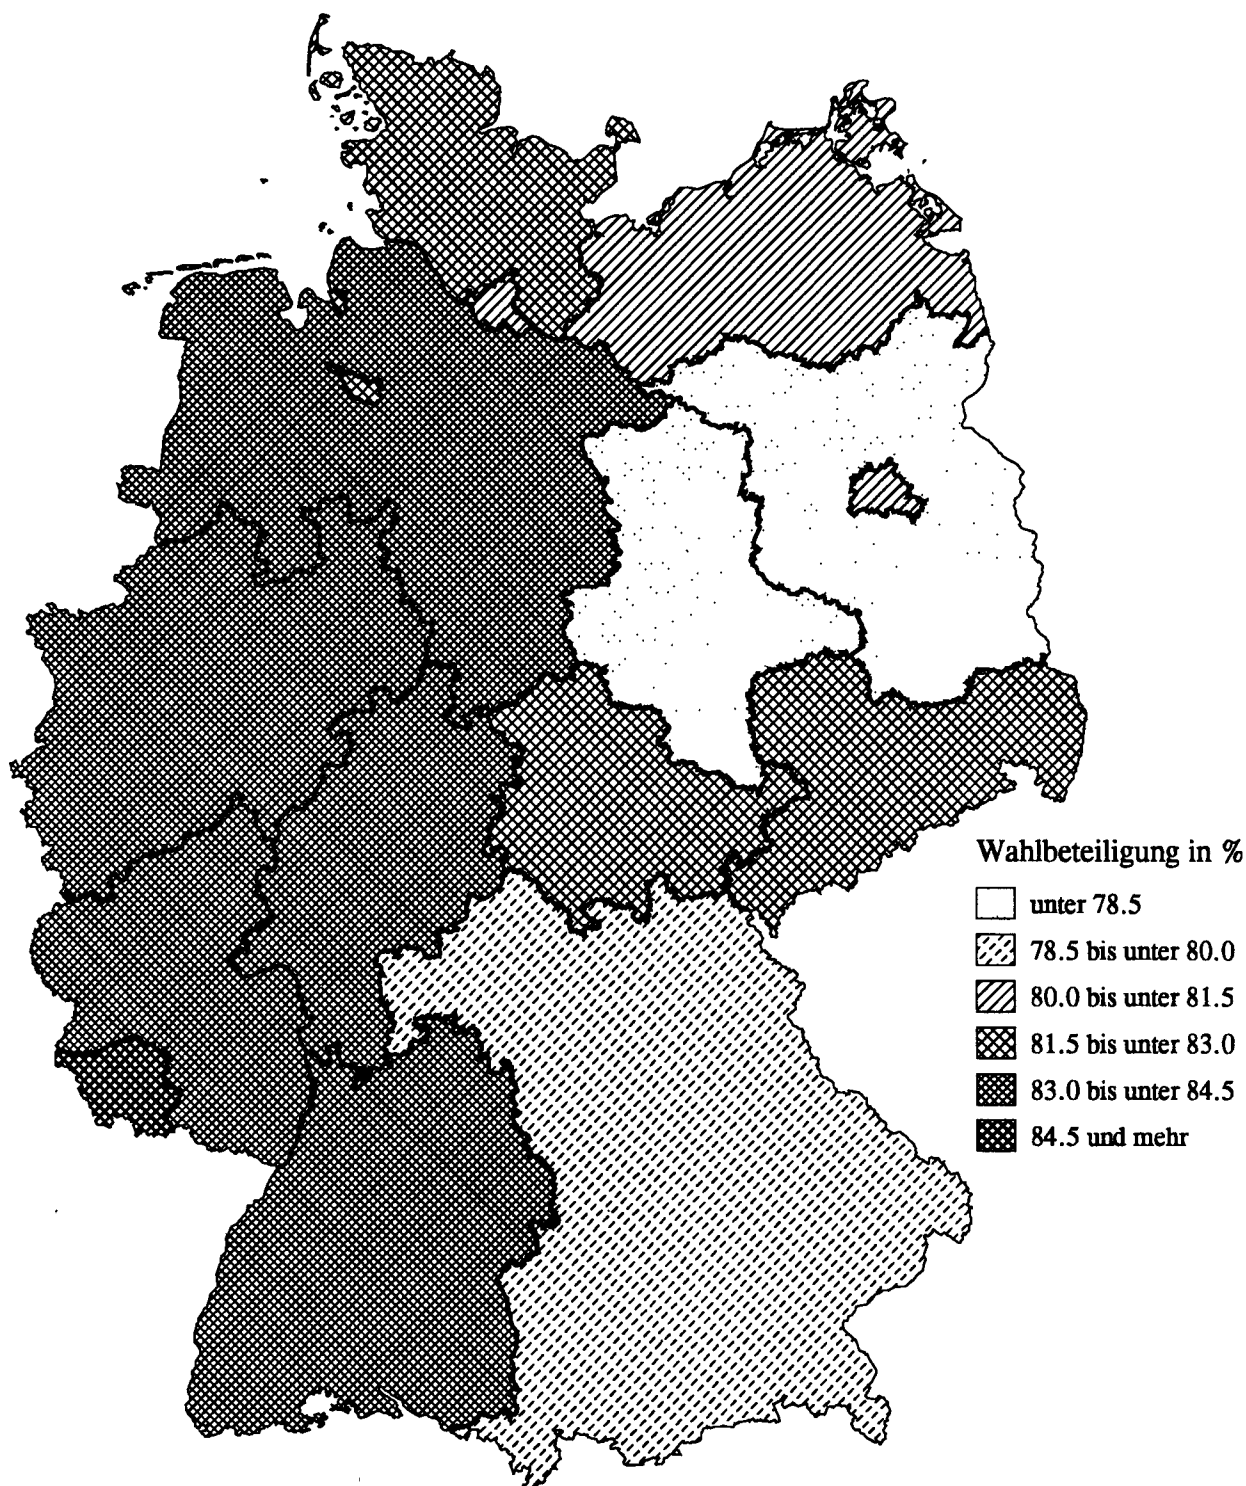 Wahlbeteiligung in %
unter 78.5
78.5 bis unter 80.0
80.0 bis unter 81.5
81.5 bis unter 83.0
83.0 bis unter 84.5
84.5 und mehr